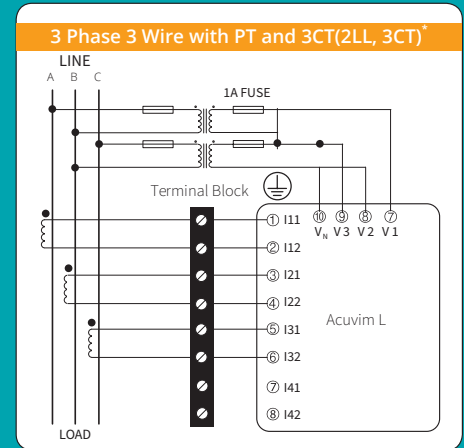 3 Phase 3 Wire with PT and 3CT(2LL, 3CT)*
LINE
A B C
1A FUSE
Terminal Block
① I11
② I12
③ I21
④ I22
⑤ I31
⑥ I32
⑦ I41
⑧ I42
⑩ ⑨ ⑧ ⑦
VN V3 V2 V1
Acuvim L
LOAD